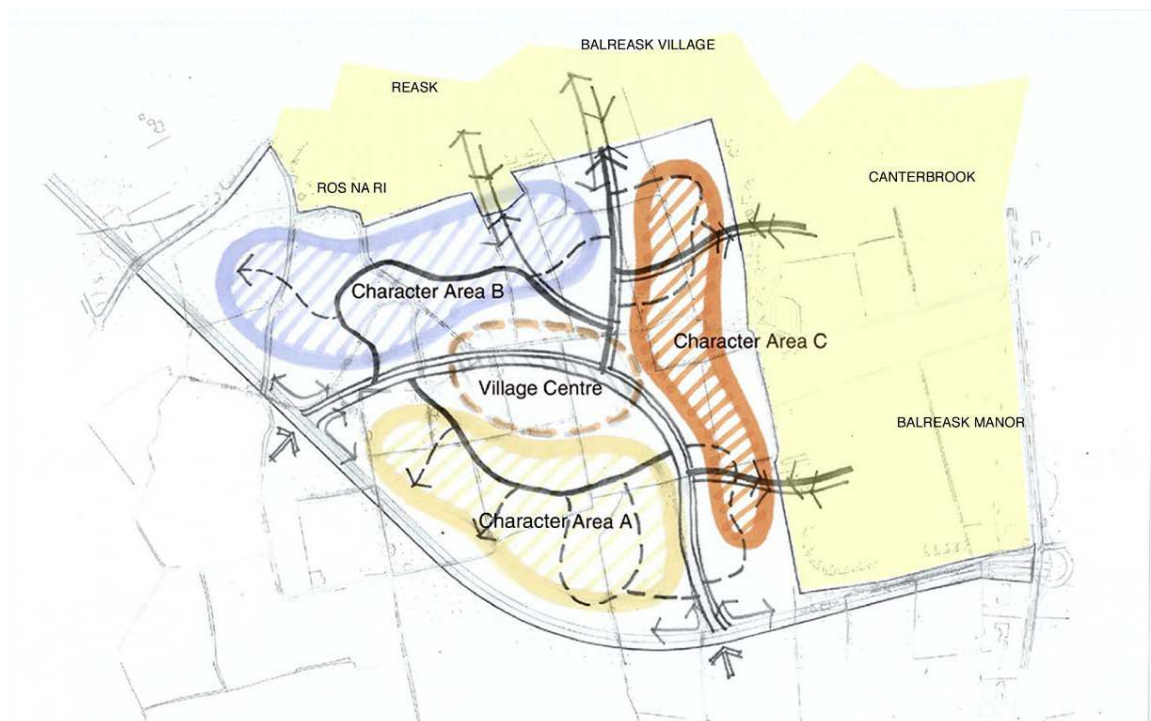 BALREASK VILLAGE
REASK
CANTERBROOK
ROS NA RI
Character Area B
Character Area C
Village Centre
BALREASK MANOR
Character Area A